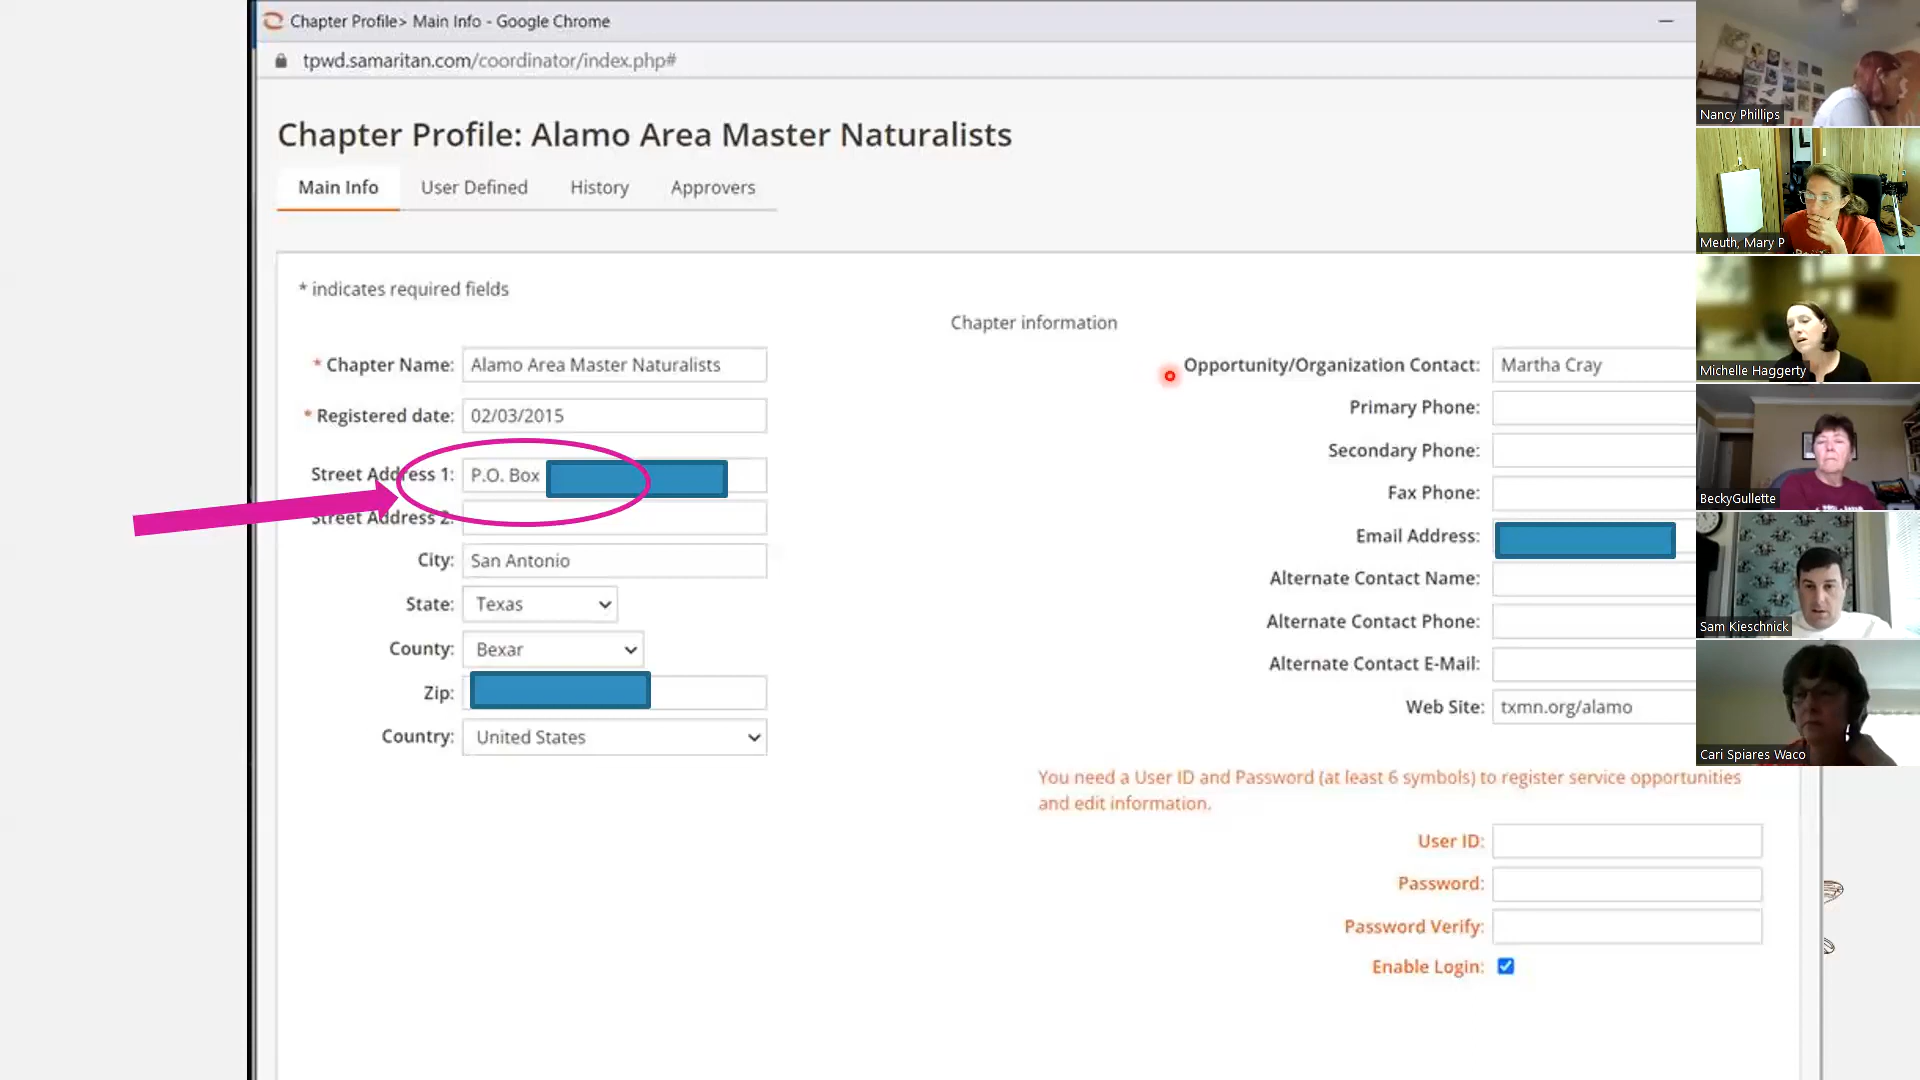 Chapter Profile> Main Info - Google Chrome
tpwd.samaritan.com/coordinator/index.php#
Chapter Profile: Alamo Area Master Naturalists
Main Info User Defined History Approvers
* indicates required fields
Chapter information
* Chapter Name: Alamo Area Master Naturalists
* Registered date: 02/03/2015
Street Address 1: P.O. Box
Street Address 2:
City: San Antonio
State: Texas
County: Bexar
Zip:
Country: United States
Opportunity/Organization Contact: Martha Cray
Primary Phone:
Secondary Phone:
Fax Phone:
Email Address:
Alternate Contact Name:
Alternate Contact Phone:
Alternate Contact E-Mail:
Web Site: txmn.org/alamo
You need a User ID and Password (at least 6 symbols) to register service opportunities
and edit information.
User ID:
Password:
Password Verify:
Enable Login:
Nancy Phillips
Meuth, Mary P
Michelle Haggerty
BeckyGullette
Sam Kieschnick
Cari Spiares Waco